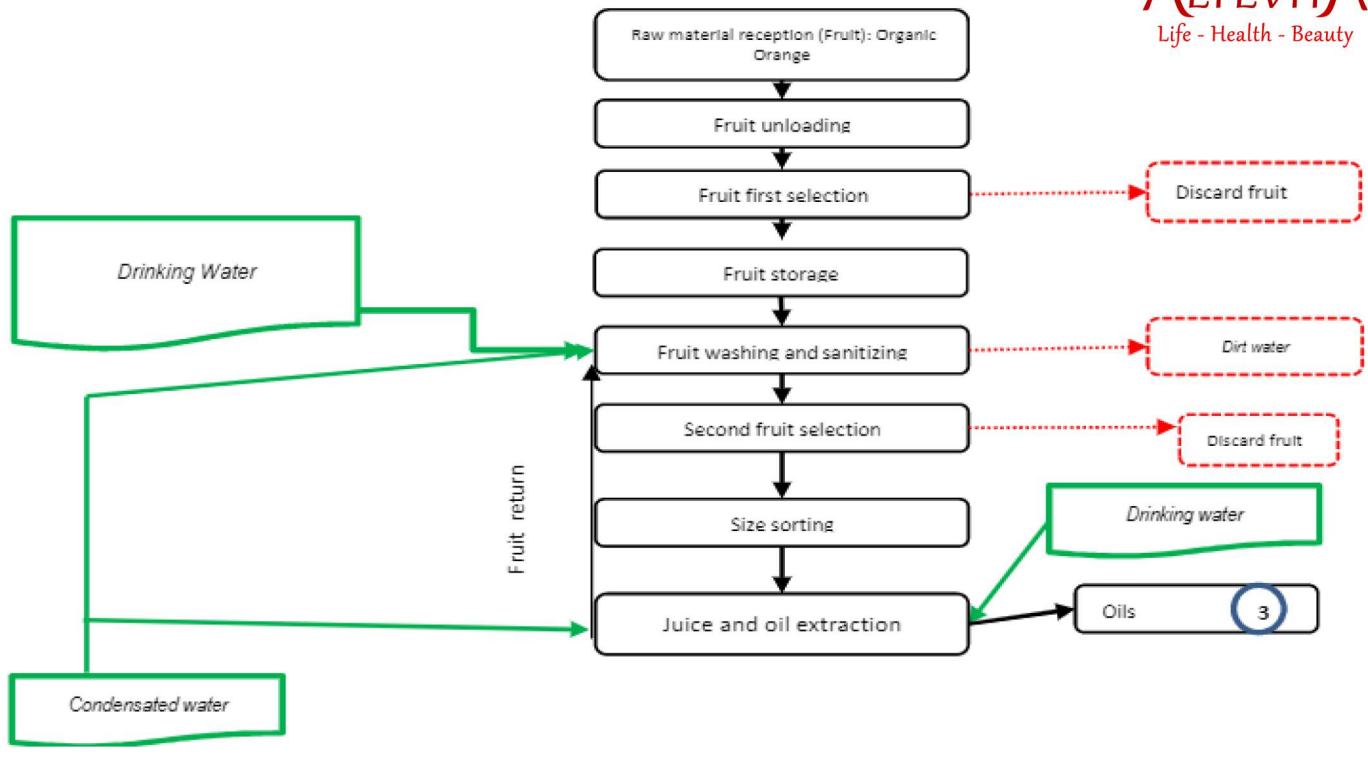 Life - Health - Beauty
Raw material reception (Fruit): Organic
Orange
Fruit unloading
Fruit first selection
Discard fruit
Drinking Water
Fruit storage
Fruit washing and sanitizing
Dirt water
Second fruit selection
Discard fruit
Fruit return
Size sorting
Drinking water
Oils
3
Juice and oil extraction
Condensated water